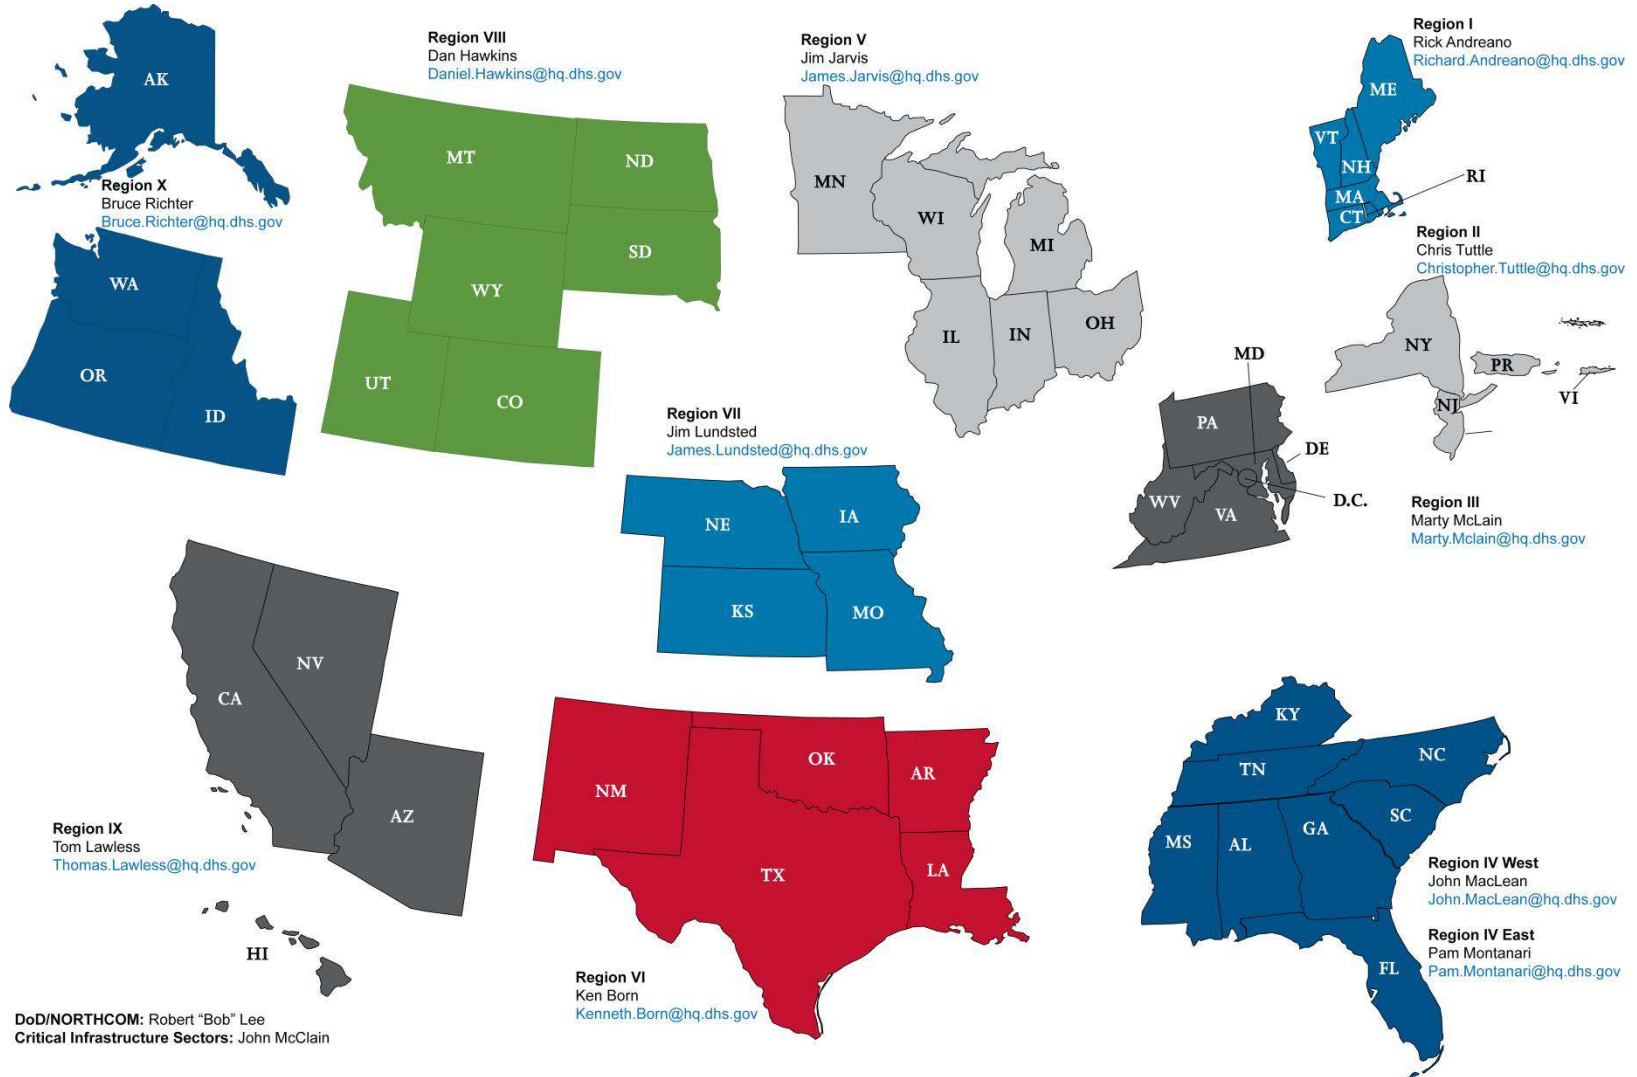 AK
Region X
Bruce Richter
Bruce.Richter@hq.dhs.gov
WA
OR
ID
Region VIII
Dan Hawkins
Daniel.Hawkins@hq.dhs.gov
MT
ND
SD
WY
UT
CO
Region V
Jim Jarvis
James.Jarvis@hq.dhs.gov
MN
WI
MI
IL
IN
OH
Region I
Rick Andreano
Richard.Andreano@hq.dhs.gov
ME
VT
NH
MA
CT
RI
Region II
Chris Tuttle
Christopher.Tuttle@hq.dhs.gov
NY
PR
VI
NJ
MD
PA
DE
D.C.
WV
VA
Region III
Marty McLain
Marty.Mclain@hq.dhs.gov
Region VII
Jim Lundsted
James.Lundsted@hq.dhs.gov
NE
IA
KS
MO
NV
CA
AZ
Region IX
Tom Lawless
Thomas.Lawless@hq.dhs.gov
HI
NM
OK
AR
TX
LA
Region VI
Ken Born
Kenneth.Born@hq.dhs.gov
KY
NC
TN
SC
GA
MS
AL
FL
Region IV West
John MacLean
John.MacLean@hq.dhs.gov
Region IV East
Pam Montanari
Pam.Montanari@hq.dhs.gov
DoD/NORTHCOM: Robert “Bob” Lee
Critical Infrastructure Sectors: John McClain